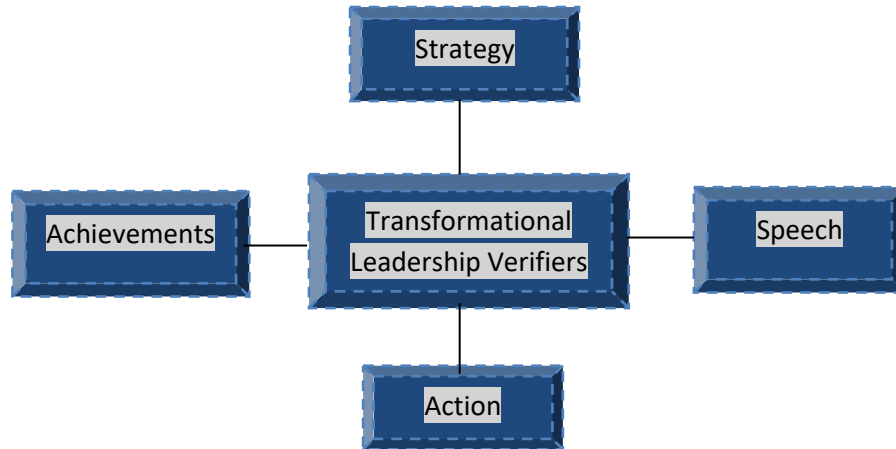 Strategy
Achievements
Transformational
Leadership Verifiers
Speech
Action